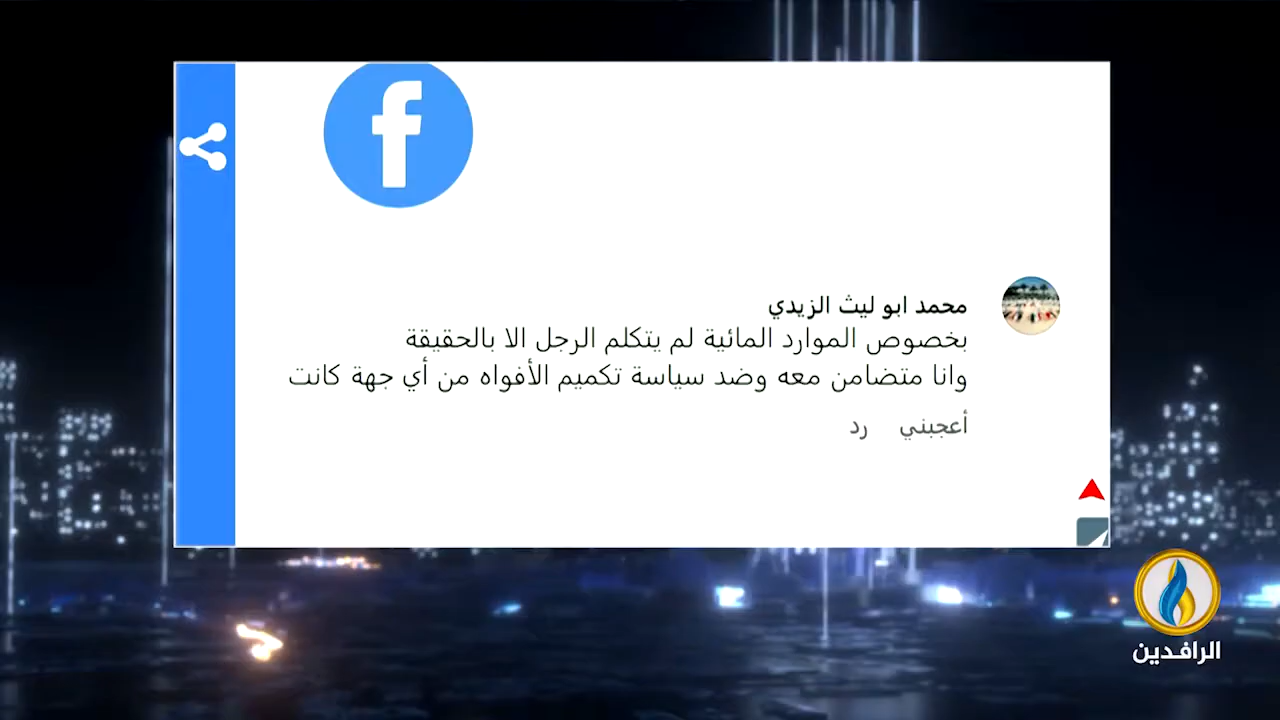 محمد ابو ليث الزيدي
بخصوص الموارد المائية لم يتكلم الرجل الا بالحقيقة
وانا متضامن معه وضد سياسة تكميم الأفواه من أي جهة كانت
أعجبني رد
الرافدين